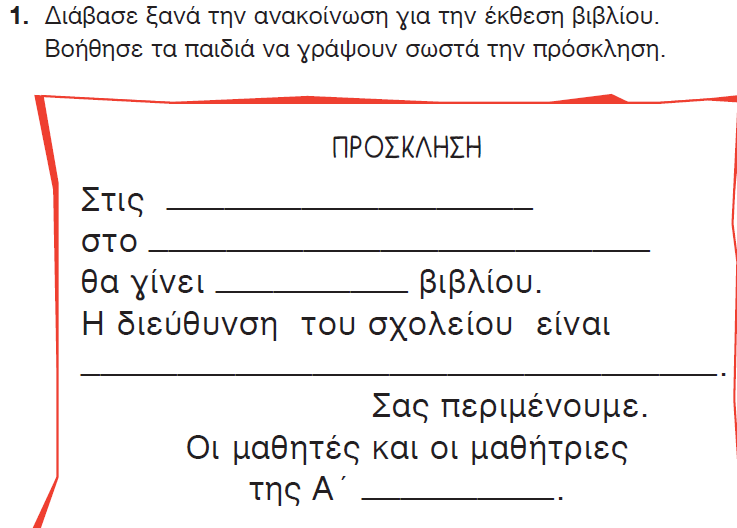 1. Διάβασε ξανά την ανακοίνωση για την έκθεση βιβλίου.
Βοήθησε τα παιδιά να γράψουν σωστά την πρόσκληση.
ΠΡΟΣΚΛΗΣΗ
Στις ____________________
στο ____________________
θα γίνει __________ βιβλίου.
Η διεύθυνση του σχολείου είναι
______________________________.
Σας περιμένουμε.
Οι μαθητές και οι μαθήτριες
της Α΄ __________.